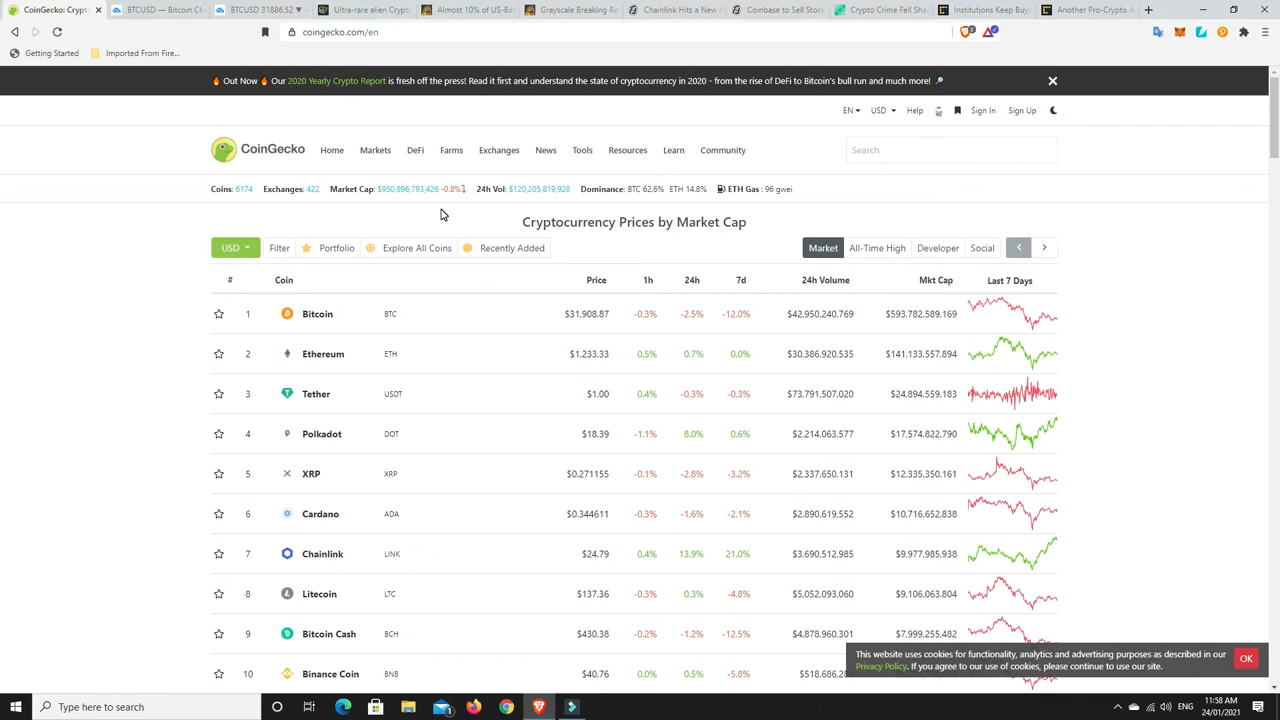 CoinGecko: Crypto
BTCUSD — Bitcoin Ch
BTCUSD 31886.52
Ultra-rare alien Crypto
Almost 10% of US-Ba
Grayscale Breaking Re
Chainlink Hits a New
Coinbase to Sell Stock
Crypto Crime Fell Sha
Institutions Keep Buy
Another Pro-Crypto A
coingecko.com/en
Getting Started
Imported From Fire...
Out Now Our 2020 Yearly Crypto Report is fresh off the press! Read it first and understand the state of cryptocurrency in 2020 - from the rise of DeFi to Bitcoin's bull run and much more!
EN USD Help Sign In Sign Up
CoinGecko Home Markets DeFi Farms Exchanges News Tools Resources Learn Community Search
Coins: 6174 Exchanges: 422 Market Cap: $950,896,793,426 -0.8% 24h Vol: $120,205,819,928 Dominance: BTC 62.6% ETH 14.8% ETH Gas: 96 gwei
Cryptocurrency Prices by Market Cap
USD Filter Portfolio Explore All Coins Recently Added Market All-Time High Developer Social < >
# Coin Price 1h 24h 7d 24h Volume Mkt Cap Last 7 Days
1 Bitcoin BTC $31,908.87 -0.3% -2.5% -12.0% $42,950,240,769 $593,782,589,169
2 Ethereum ETH $1,233.33 0.5% 0.7% 0.0% $30,386,920,535 $141,133,557,894
3 Tether USDT $1.00 0.4% -0.3% -0.3% $73,791,507,020 $24,894,559,183
4 Polkadot DOT $18.39 -1.1% 8.0% 0.6% $2,214,063,577 $17,574,822,790
5 XRP XRP $0.271155 -0.1% -2.8% -3.2% $2,337,650,131 $12,335,350,161
6 Cardano ADA $0.344611 -0.3% -1.6% -2.1% $2,890,619,552 $10,716,652,838
7 Chainlink LINK $24.79 0.4% 13.9% 21.0% $3,690,512,985 $9,977,985,938
8 Litecoin LTC $137.36 -0.3% 0.3% -4.8% $5,052,093,060 $9,106,063,804
9 Bitcoin Cash BCH $430.38 -0.2% -1.2% -12.5% $4,878,960,301 $7,999,255,482
10 Binance Coin BNB $40.76 0.0% 0.5% -5.8% $518,686,28
This website uses cookies for functionality, analytics and advertising purposes as described in our
Privacy Policy. If you agree to our use of cookies, please continue to use our site.
OK
Type here to search
ENG
11:58 AM
24/01/2021